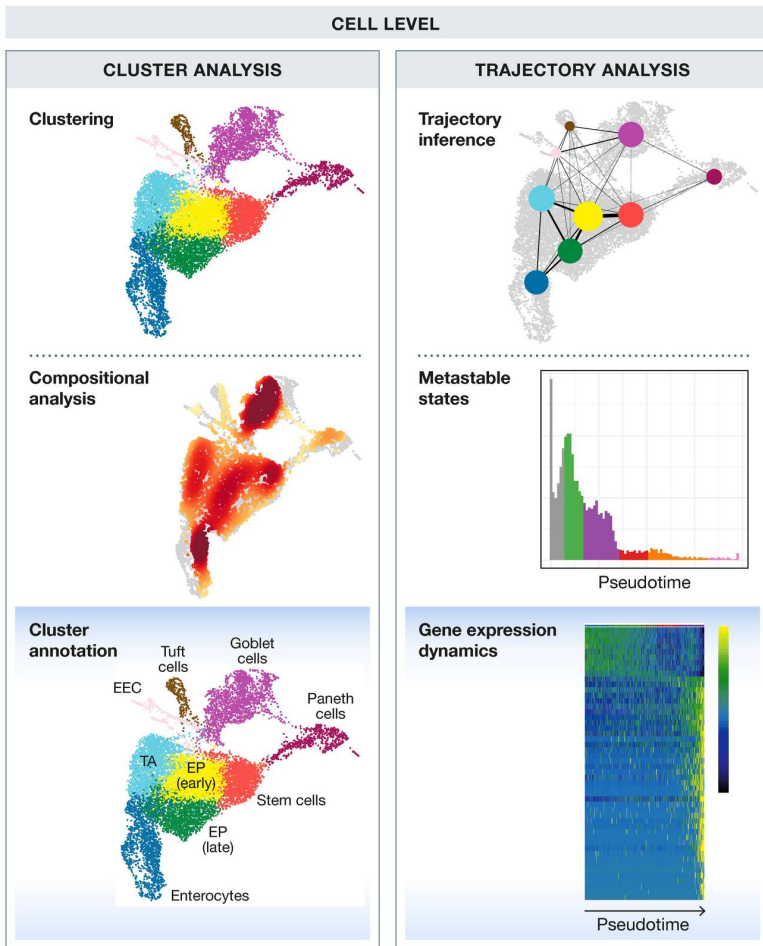 CELL LEVEL
CLUSTER ANALYSIS
Clustering
Compositional
analysis
Cluster
annotation
Tuft
cells
Goblet
cells
EEC
Paneth
cells
TA
EP
(early)
Stem cells
EP
(late)
Enterocytes
TRAJECTORY ANALYSIS
Trajectory
inference
Metastable
states
Pseudotime
Gene expression
dynamics
Pseudotime